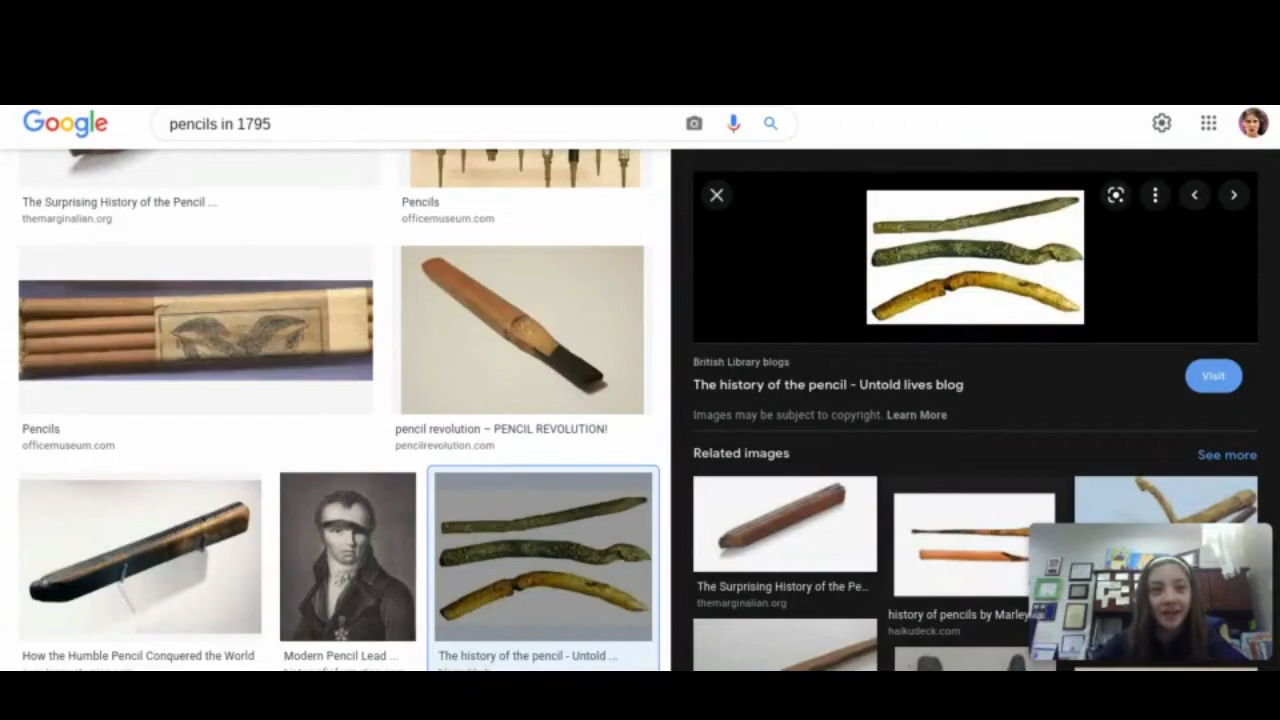 Google
pencils in 1795
The Surprising History of the Pencil ...
themarginalian.org
Pencils
officemuseum.com
Pencils
officemuseum.com
pencil revolution – PENCIL REVOLUTION!
pencilrevolution.com
How the Humble Pencil Conquered the World
Modern Pencil Lead ...
The history of the pencil - Untold ...
British Library blogs
The history of the pencil - Untold lives blog
Visit
Images may be subject to copyright. Learn More
Related images
See more
The Surprising History of the Pe...
themarginalian.org
history of pencils by Marley
haikudeck.com